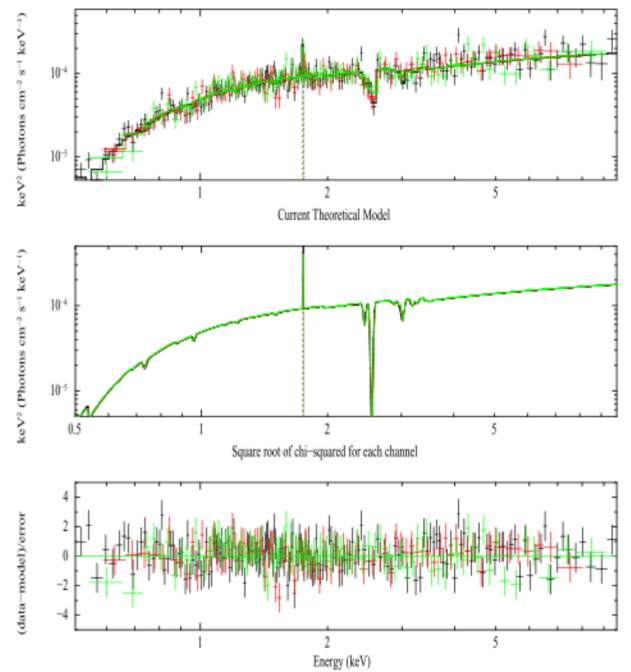 keV² (Photons cm⁻² s⁻¹ keV⁻¹)
10⁻⁴
10⁻⁵
1 2 5
Current Theoretical Model
keV² (Photons cm⁻² s⁻¹ keV⁻¹)
10⁻⁴
10⁻⁵
0.5 1 2 5
Square root of chi−squared for each channel
(data−model)/error
4
2
0
−2
−4
1 2 5
Energy (keV)